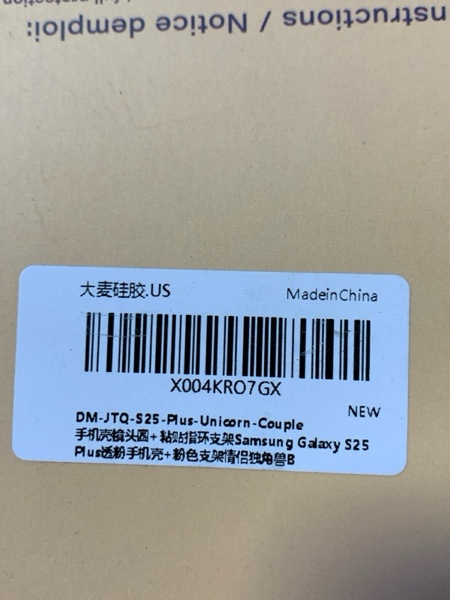 nstructions / Notice demploi:
大麦硅胶.US
MadeinChina
X004KRO7GX
NEW
DM-JTQ-S25-Plus-Unicorn-Couple
手机壳镜头圆+粘贴指环支架Samsung Galaxy S25
Plus透粉手机壳+粉色支架情侣独角兽B